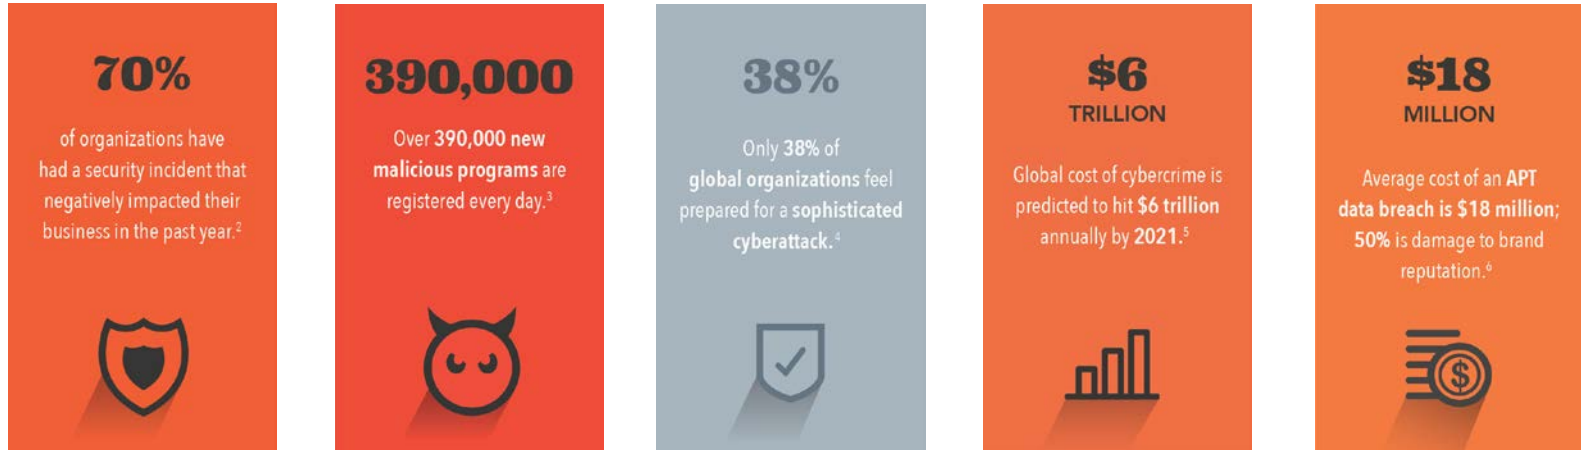 70%
of organizations have
had a security incident that
negatively impacted their
business in the past year.2
390,000
Over 390,000 new
malicious programs are
registered every day.3
38%
Only 38% of
global organizations feel
prepared for a sophisticated
cyberattack.4
$6
TRILLION
Global cost of cybercrime is
predicted to hit $6 trillion
annually by 2021.5
$18
MILLION
Average cost of an APT
data breach is $18 million;
50% is damage to brand
reputation.6
$